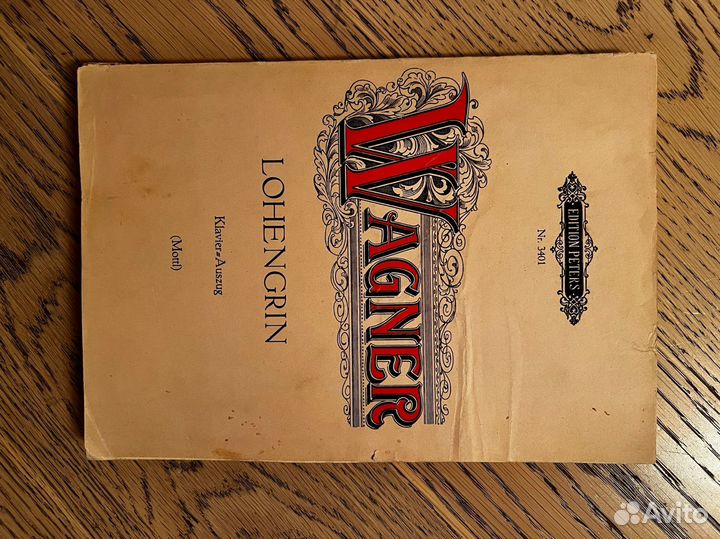 EDITION PETERS
Nr. 3401
WAGNER
LOHENGRIN
Klavier=Auszug
(Mottl)
Avito